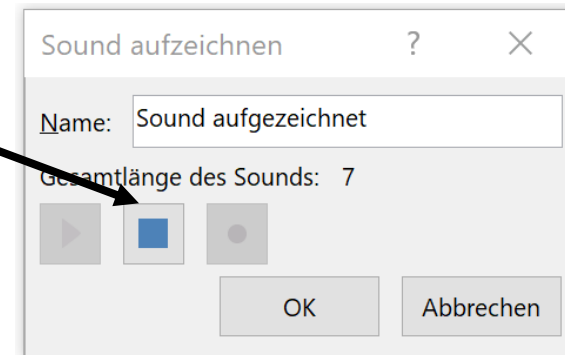 Sound aufzeichnen ?
Name: Sound aufgezeichnet
Gesamtlänge des Sounds: 7
OK Abbrechen